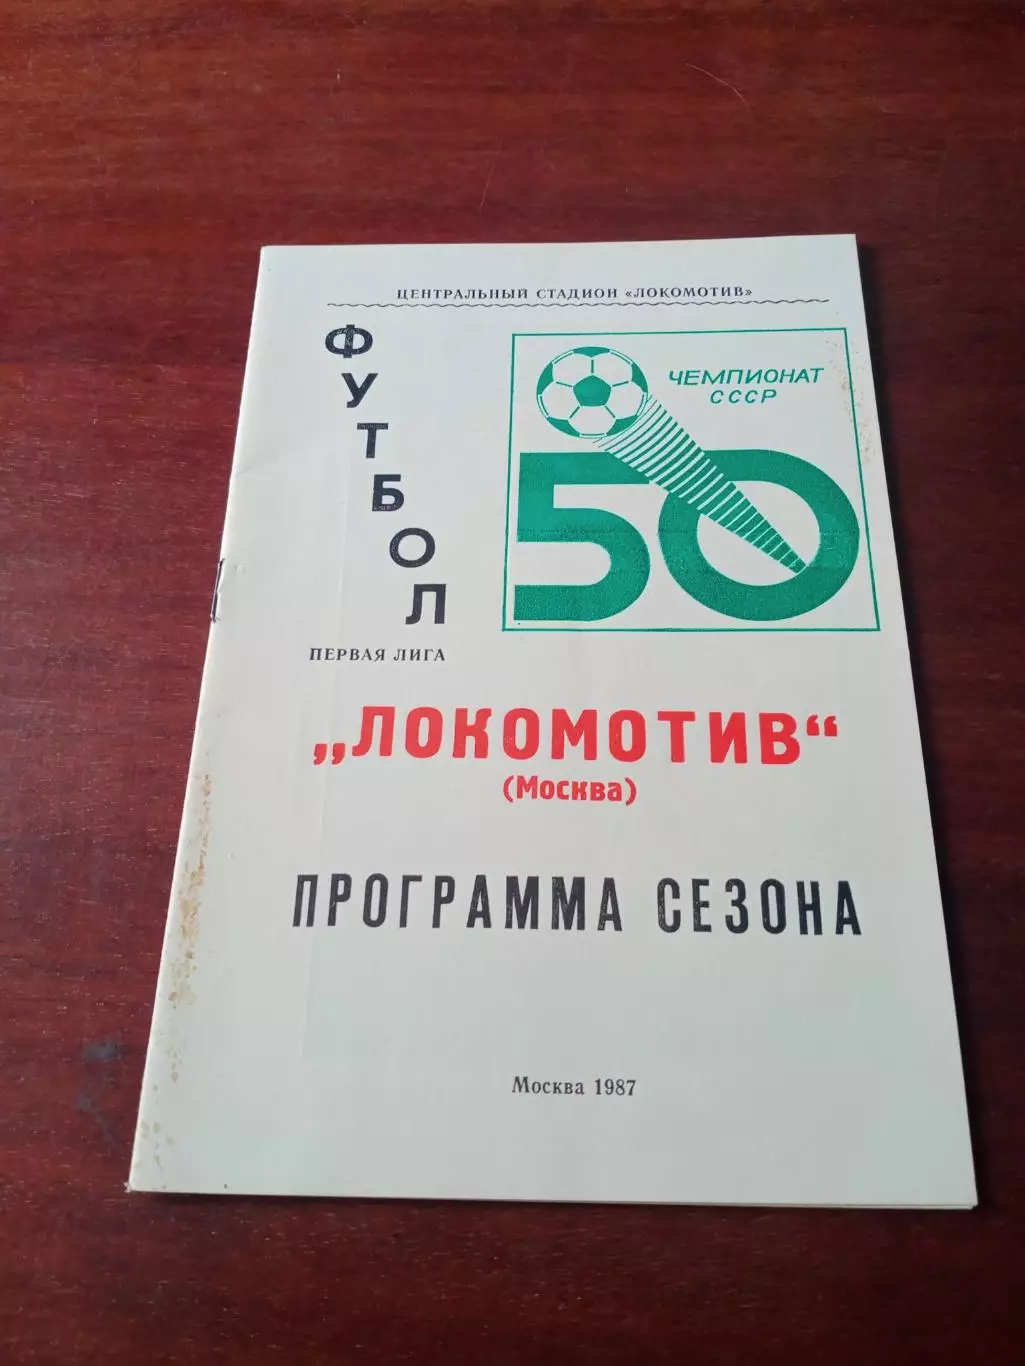 ЦЕНТРАЛЬНЫЙ СТАДИОН «ЛОКОМОТИВ»
ФУТБОЛ
ЧЕМПИОНАТ
СССР
50
ПЕРВАЯ ЛИГА
„ЛОКОМОТИВ“
(Москва)
ПРОГРАММА СЕЗОНА
Москва 1987